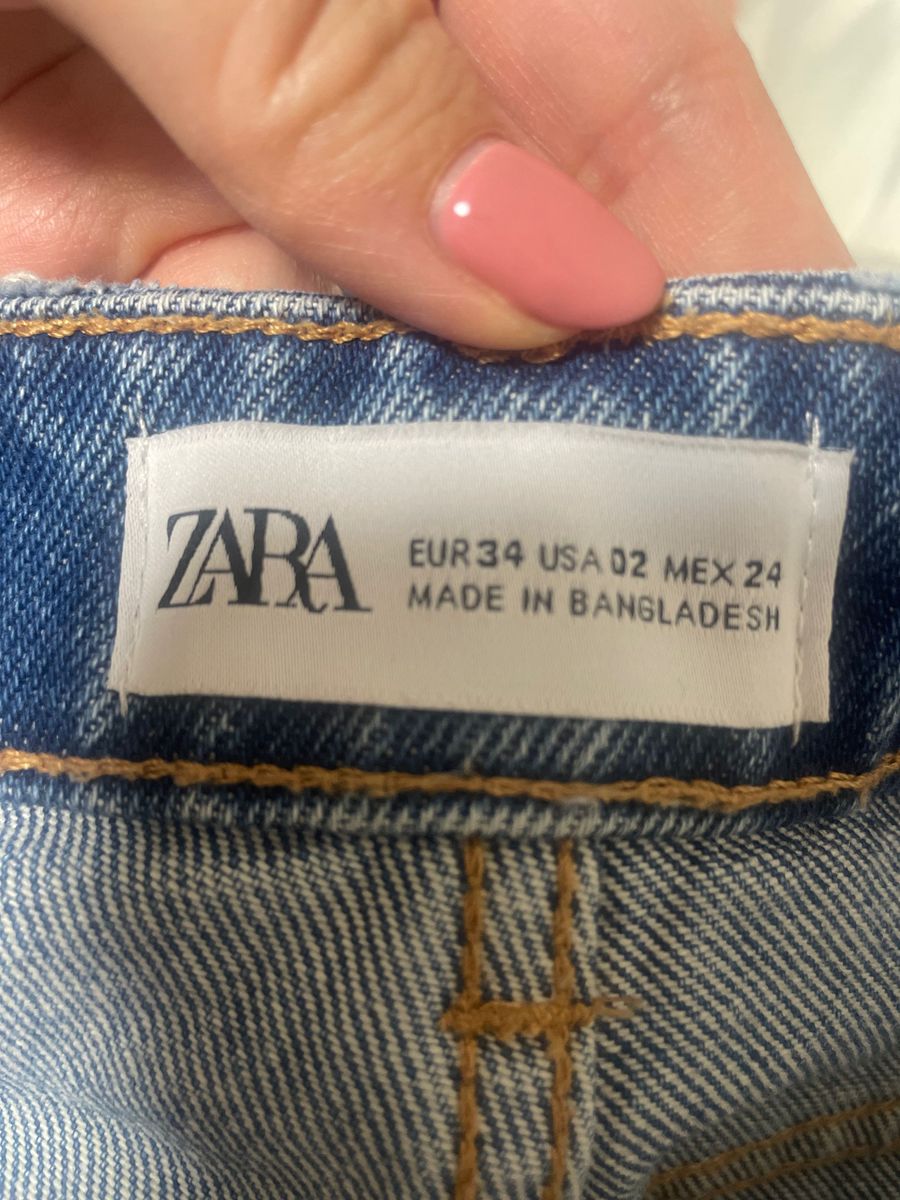 ZARA
EUR 34 USA 02 MEX 24
MADE IN BANGLADESH